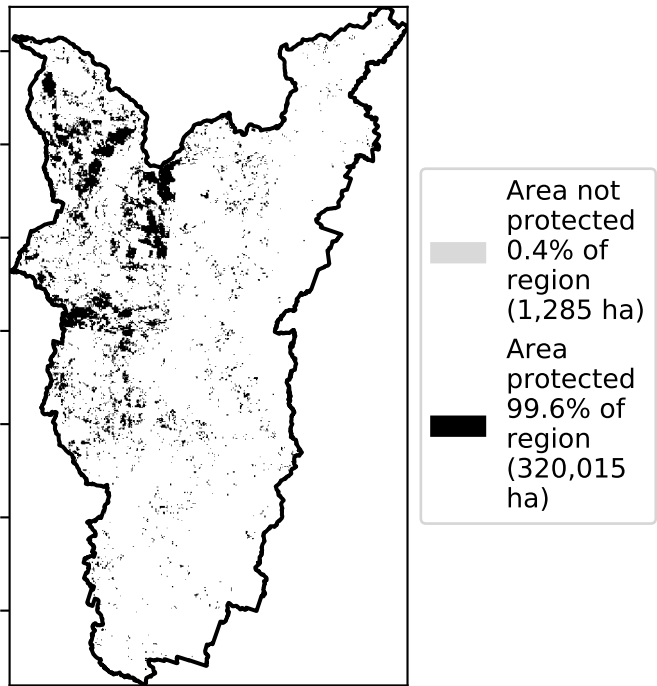 Area not
protected
0.4% of
region
(1,285 ha)
Area
protected
99.6% of
region
(320,015
ha)